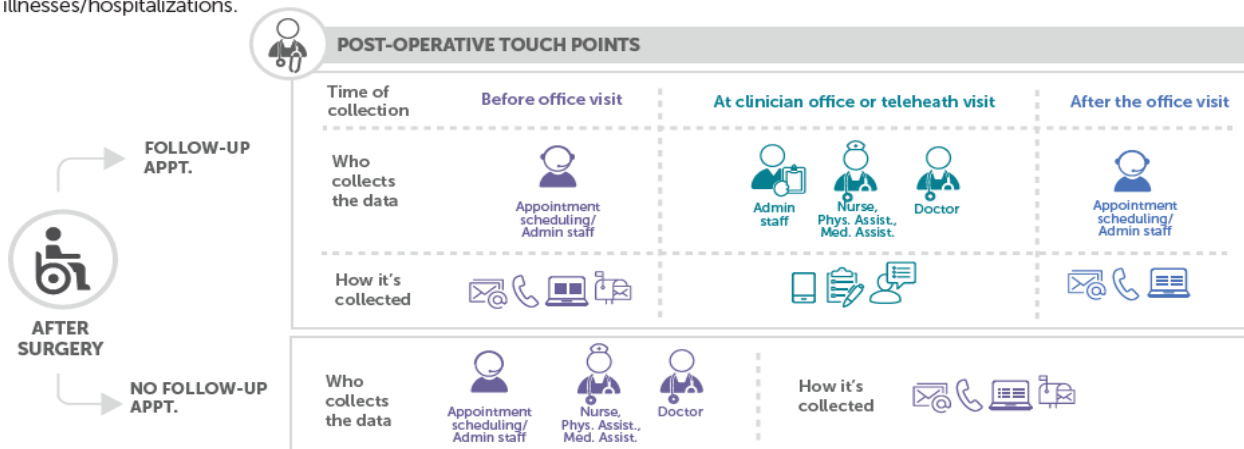 illnesses/hospitalizations.
POST-OPERATIVE TOUCH POINTS
Time of
collection
Before office visit
At clinician office or teleheath visit
After the office visit
FOLLOW-UP
APPT.
Who
collects
the data
Appointment
scheduling/
Admin staff
Admin
staff
Nurse,
Phys. Assist.,
Med. Assist.
Doctor
Appointment
scheduling/
Admin staff
How it's
collected
AFTER
SURGERY
NO FOLLOW-UP
APPT.
Who
collects
the data
Appointment
scheduling/
Admin staff
Nurse,
Phys. Assist.,
Med. Assist.
Doctor
How it's
collected